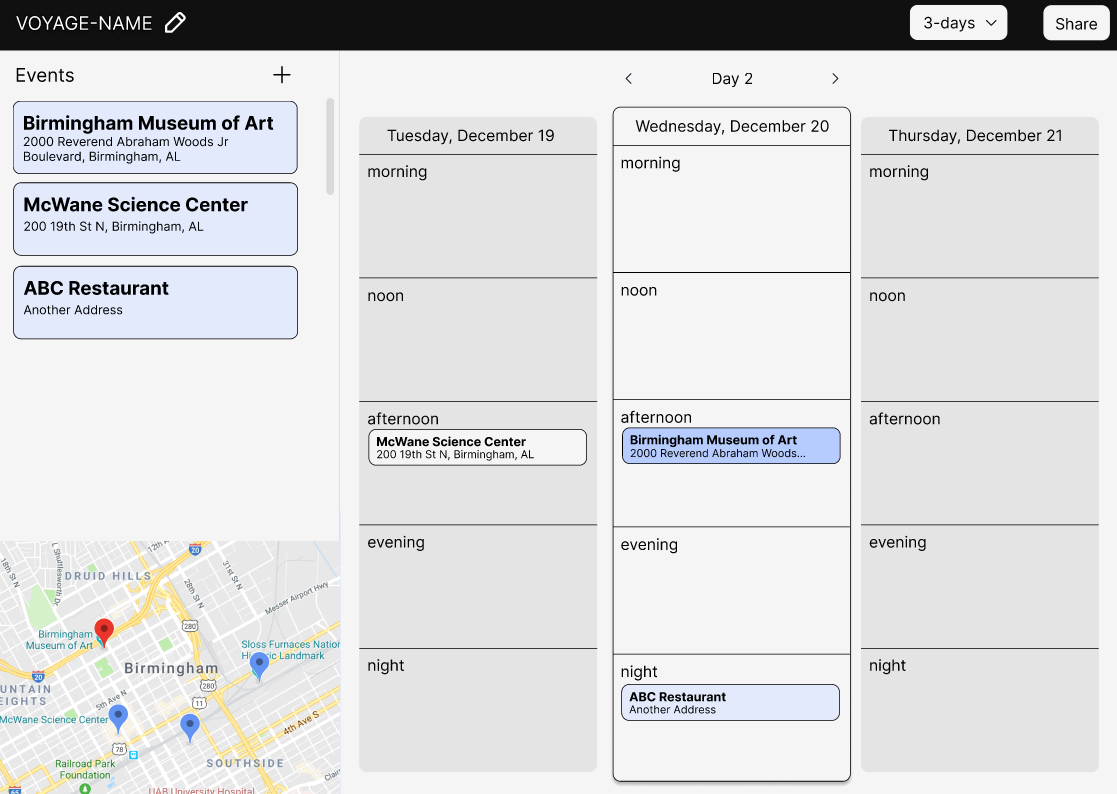 VOYAGE-NAME
3-days
Share
Events
Birmingham Museum of Art
2000 Reverend Abraham Woods Jr
Boulevard, Birmingham, AL
McWane Science Center
200 19th St N, Birmingham, AL
ABC Restaurant
Another Address
Day 2
Tuesday, December 19
morning
noon
afternoon
McWane Science Center
200 19th St N, Birmingham, AL
evening
night
Wednesday, December 20
morning
noon
afternoon
Birmingham Museum of Art
2000 Reverend Abraham Woods...
evening
night
ABC Restaurant
Another Address
Thursday, December 21
morning
noon
afternoon
evening
night
12th
20
18th St N
L Shuttlesworth Dr
DRUID HILLS
31st St N
28th St N
Messer Airport Hwy
280
Birmingham
Museum of Art
Sloss Furnaces Natio
Historic Landmark
Birmingham
20
UNTAIN
EIGHTS
280
5th Ave N
11
McWane Science Center
4th Ave S
78
Railroad Park
Foundation
SOUTHSIDE
65
UAB University Hospital